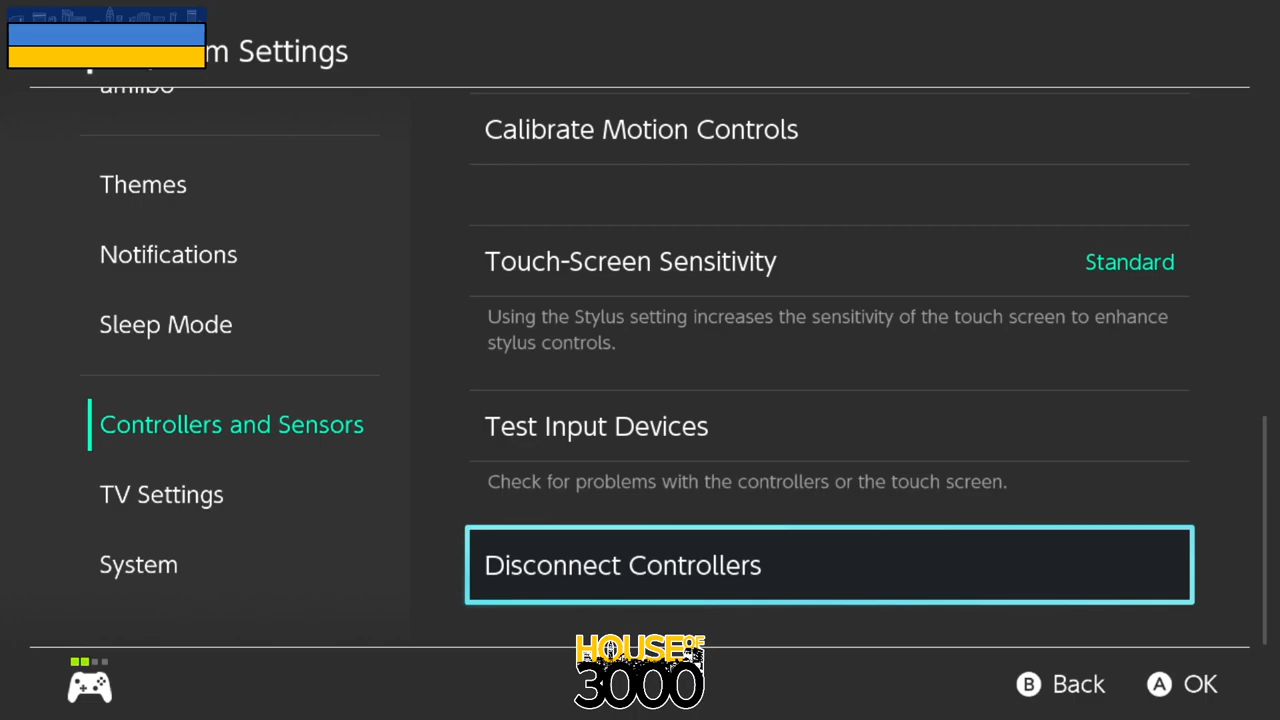 m Settings
amiibo
Themes
Notifications
Sleep Mode
Controllers and Sensors
TV Settings
System
Calibrate Motion Controls
Touch-Screen Sensitivity
Standard
Using the Stylus setting increases the sensitivity of the touch screen to enhance
stylus controls.
Test Input Devices
Check for problems with the controllers or the touch screen.
Disconnect Controllers
HOUSE OF
3000
B Back
A OK